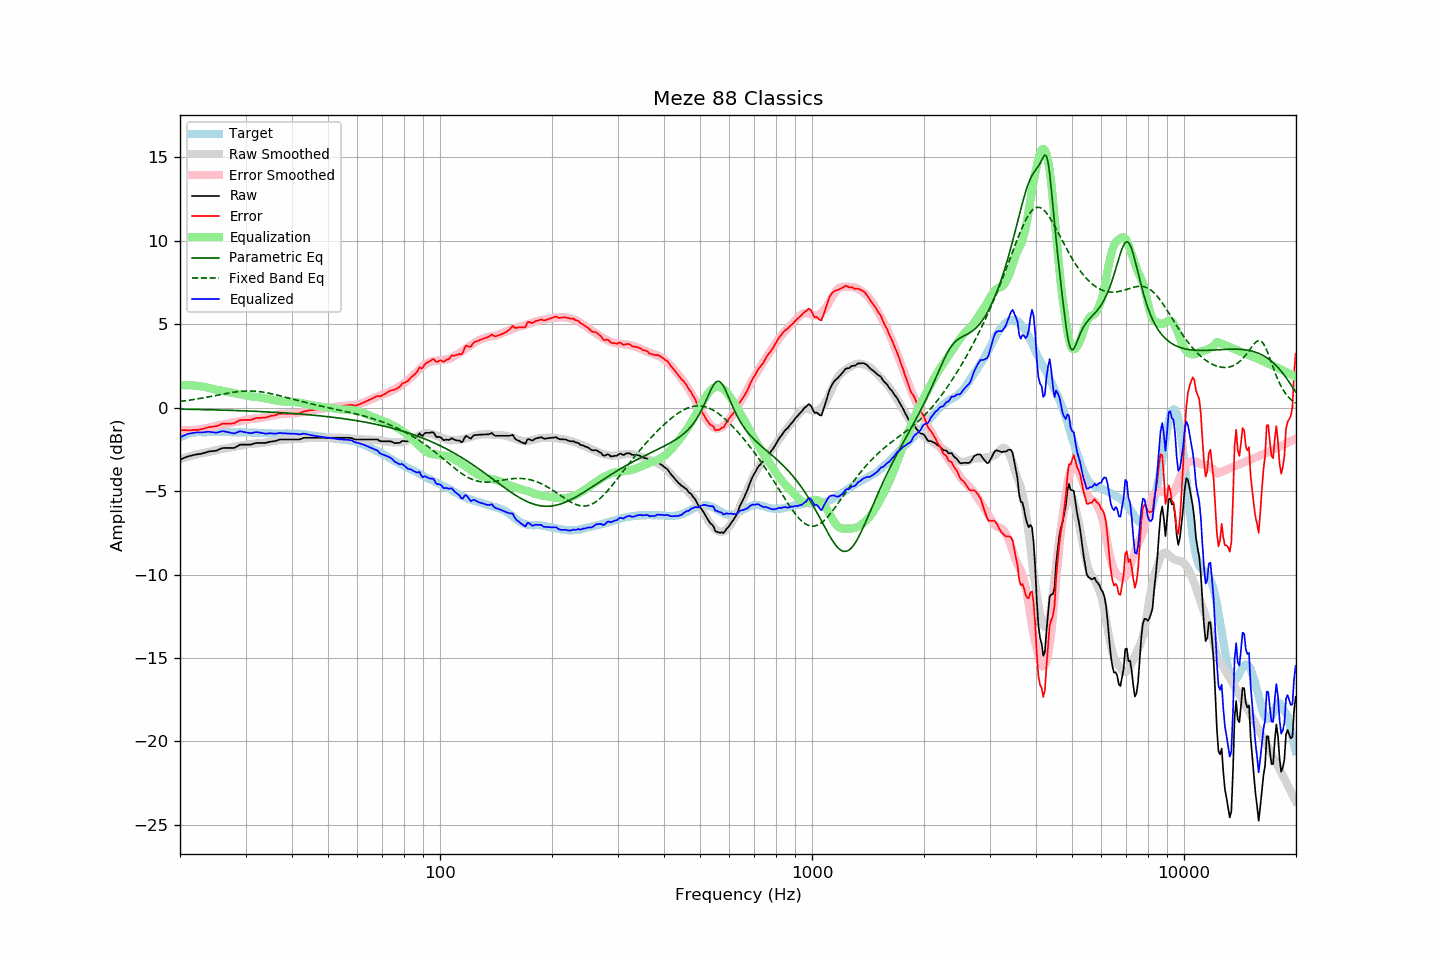 Meze 88 Classics
Target
Raw Smoothed
Error Smoothed
Raw
Error
Equalization
Parametric Eq
Fixed Band Eq
Equalized
15
10
5
0
−5
−10
−15
−20
−25
Amplitude (dBr)
100
1000
10000
Frequency (Hz)